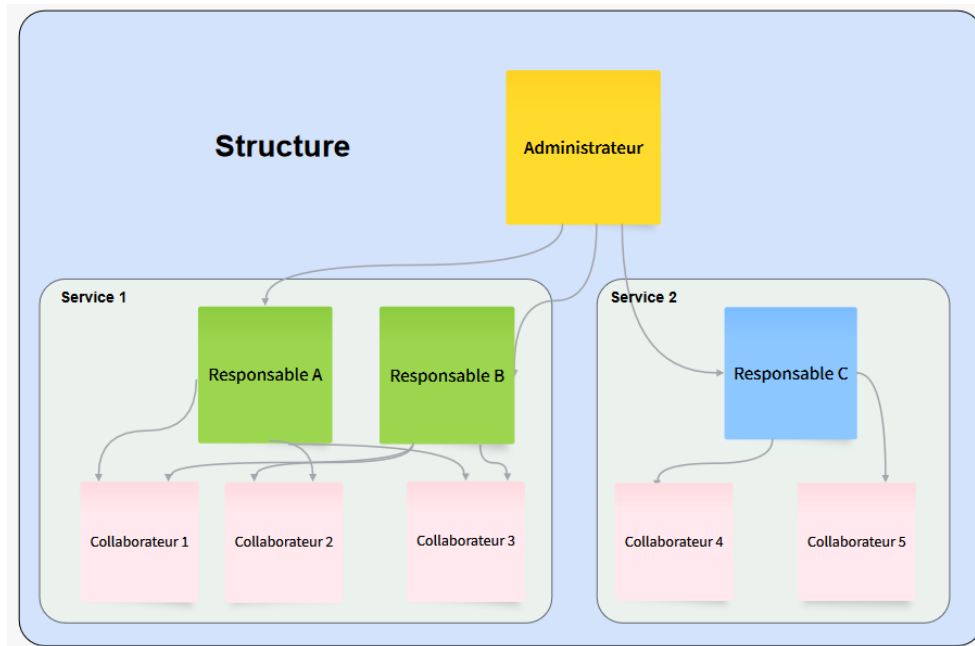 Structure
Administrateur
Service 1
Service 2
Responsable A
Responsable B
Responsable C
Collaborateur 1
Collaborateur 2
Collaborateur 3
Collaborateur 4
Collaborateur 5